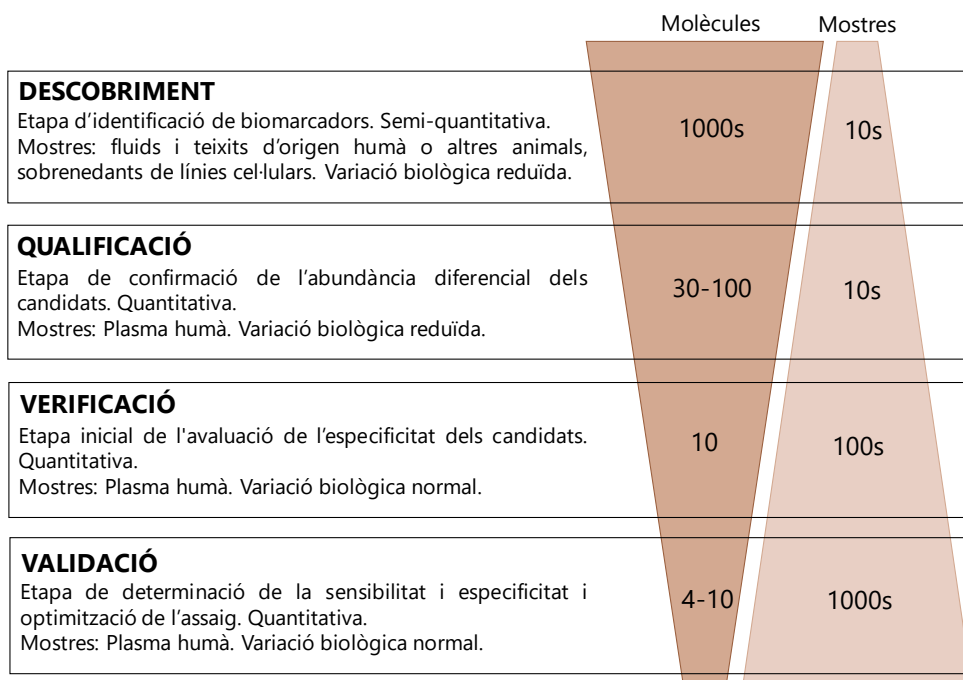 Molècules Mostres
DESCOBRIMENT
Etapa d'identificació de biomarcadors. Semi-quantitativa.
Mostres: fluids i teixits d'origen humà o altres animals,
sobrenedants de línies cel·lulars. Variació biològica reduïda.
1000s 10s
QUALIFICACIÓ
Etapa de confirmació de l'abundància diferencial dels
candidats. Quantitativa.
Mostres: Plasma humà. Variació biològica reduïda.
30-100 10s
VERIFICACIÓ
Etapa inicial de l'avaluació de l'especificitat dels candidats.
Quantitativa.
Mostres: Plasma humà. Variació biològica normal.
10 100s
VALIDACIÓ
Etapa de determinació de la sensibilitat i especificitat i
optimització de l'assaig. Quantitativa.
Mostres: Plasma humà. Variació biològica normal.
4-10 1000s